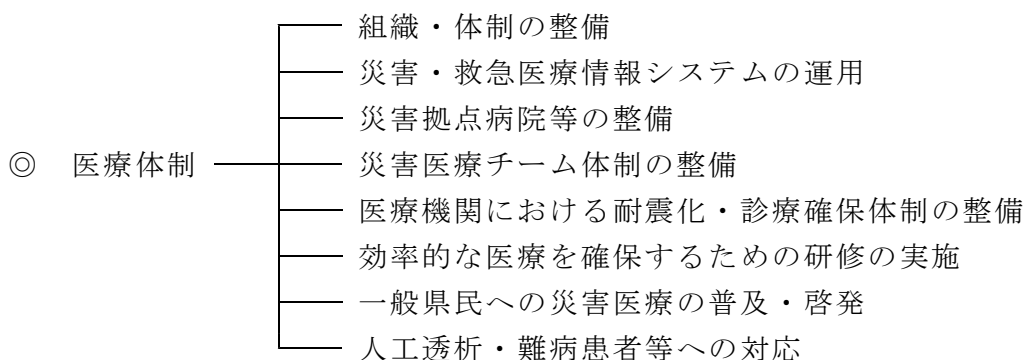 組織・体制の整備
災害・救急医療情報システムの運用
災害拠点病院等の整備
◎ 医療体制
災害医療チーム体制の整備
医療機関における耐震化・診療確保体制の整備
効率的な医療を確保するための研修の実施
一般県民への災害医療の普及・啓発
人工透析・難病患者等への対応